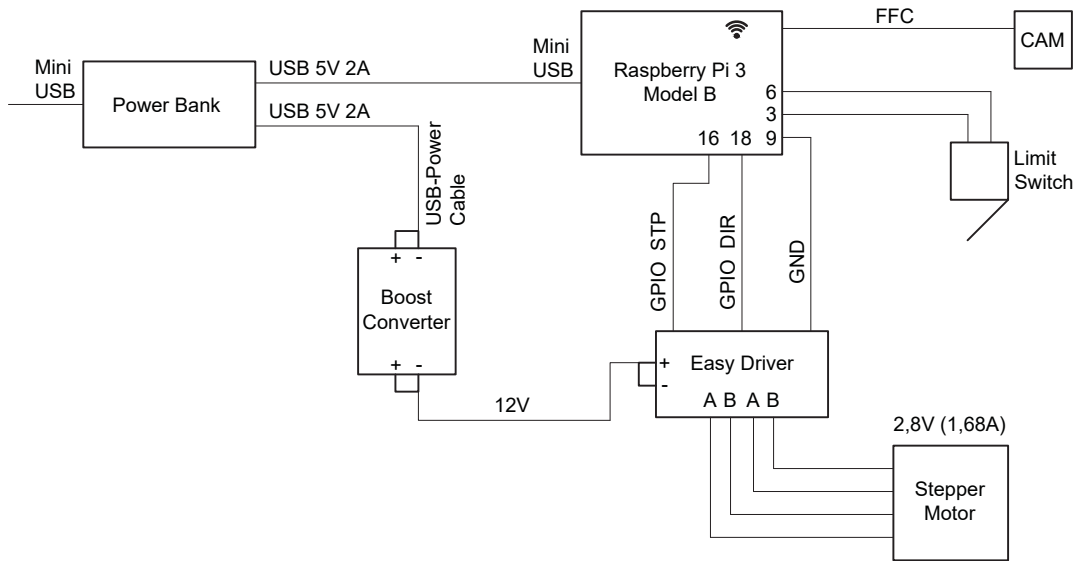 FFC
CAM
Mini
USB
Raspberry Pi 3
Model B
6
3
9
16 18
Mini
USB
Power Bank
USB 5V 2A
USB 5V 2A
USB-Power
Cable
Limit
Switch
GPIO STP
GPIO DIR
GND
+ -
Boost
Converter
+ -
12V
+
-
Easy Driver
A B A B
2,8V (1,68A)
Stepper
Motor